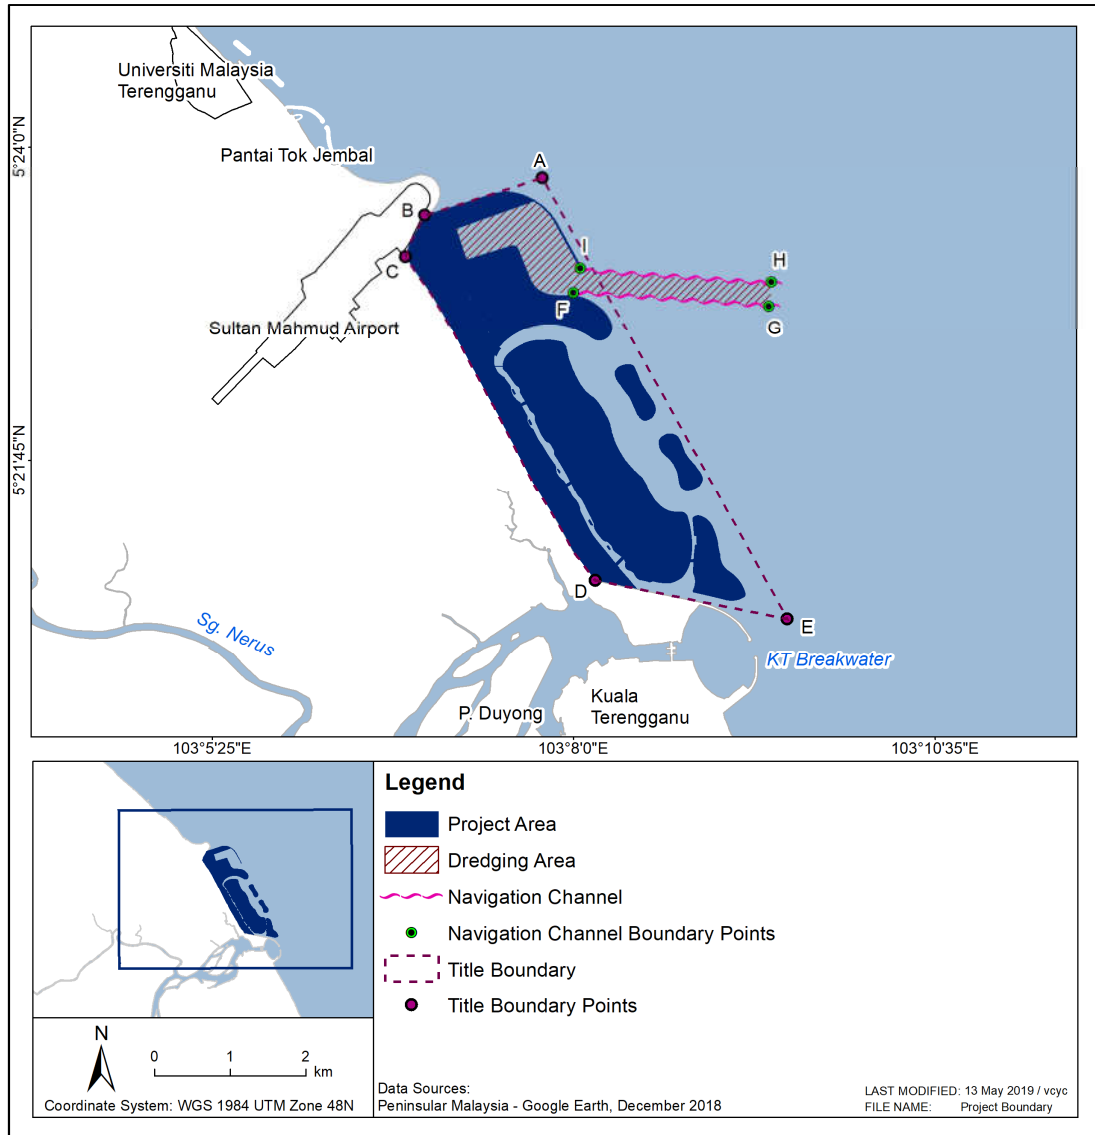 Universiti Malaysia
Terengganu
5°24'0"N
Pantai Tok Jembal
A
B
I
C
H
F
G
Sultan Mahmud Airport
5°21'45"N
D
E
Sg. Nerus
KT Breakwater
Kuala
Terengganu
P. Duyong
103°5'25"E
103°8'0"E
103°10'35"E
Legend
Project Area
Dredging Area
Navigation Channel
Navigation Channel Boundary Points
Title Boundary
Title Boundary Points
N
0 1 2
km
Coordinate System: WGS 1984 UTM Zone 48N
Data Sources:
Peninsular Malaysia - Google Earth, December 2018
LAST MODIFIED: 13 May 2019 / vcyc
FILE NAME: Project Boundary